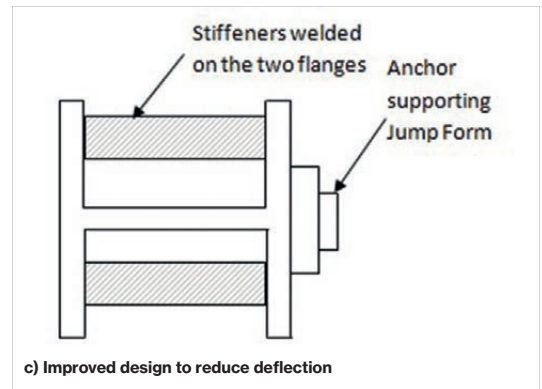 Stiffeners welded
on the two flanges
Anchor
supporting
Jump Form
c) Improved design to reduce deflection